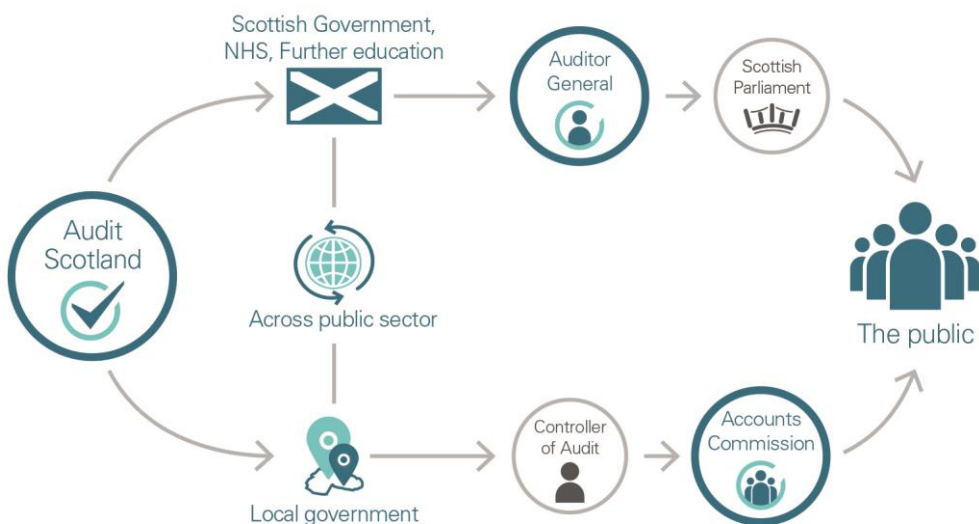 Scottish Government,
NHS, Further education
Auditor
General
Scottish
Parliament
Audit
Scotland
Across public sector
The public
Controller
of Audit
Accounts
Commission
Local government